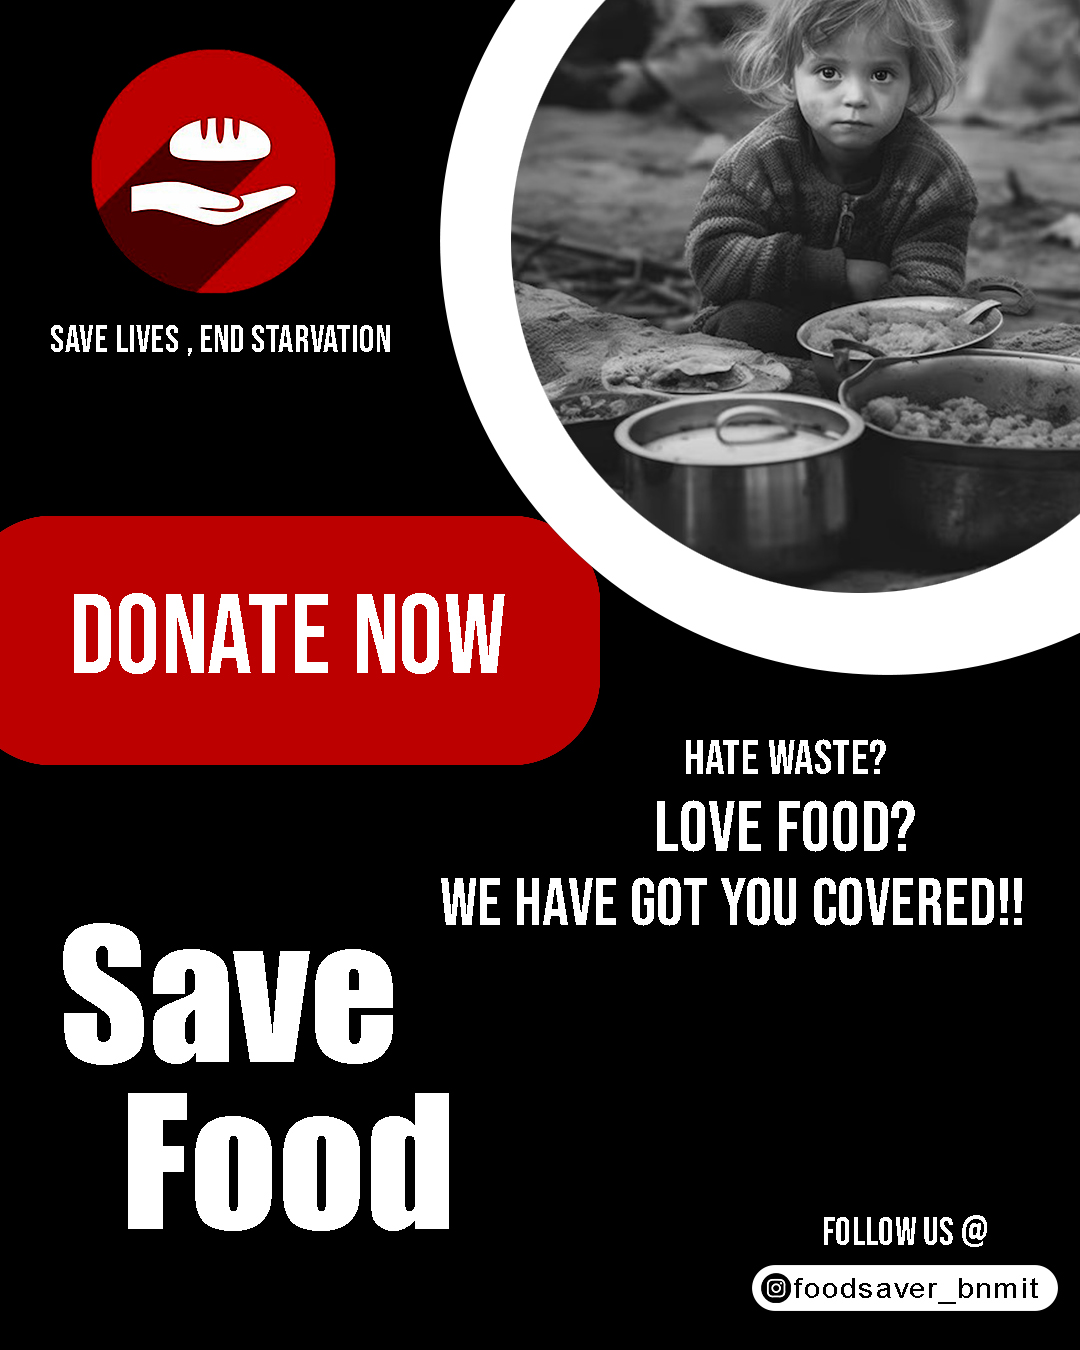 SAVE LIVES , END STARVATION
DONATE NOW
HATE WASTE?
LOVE FOOD?
WE HAVE GOT YOU COVERED!!
Save
Food
FOLLOW US @
foodsaver_bnmit